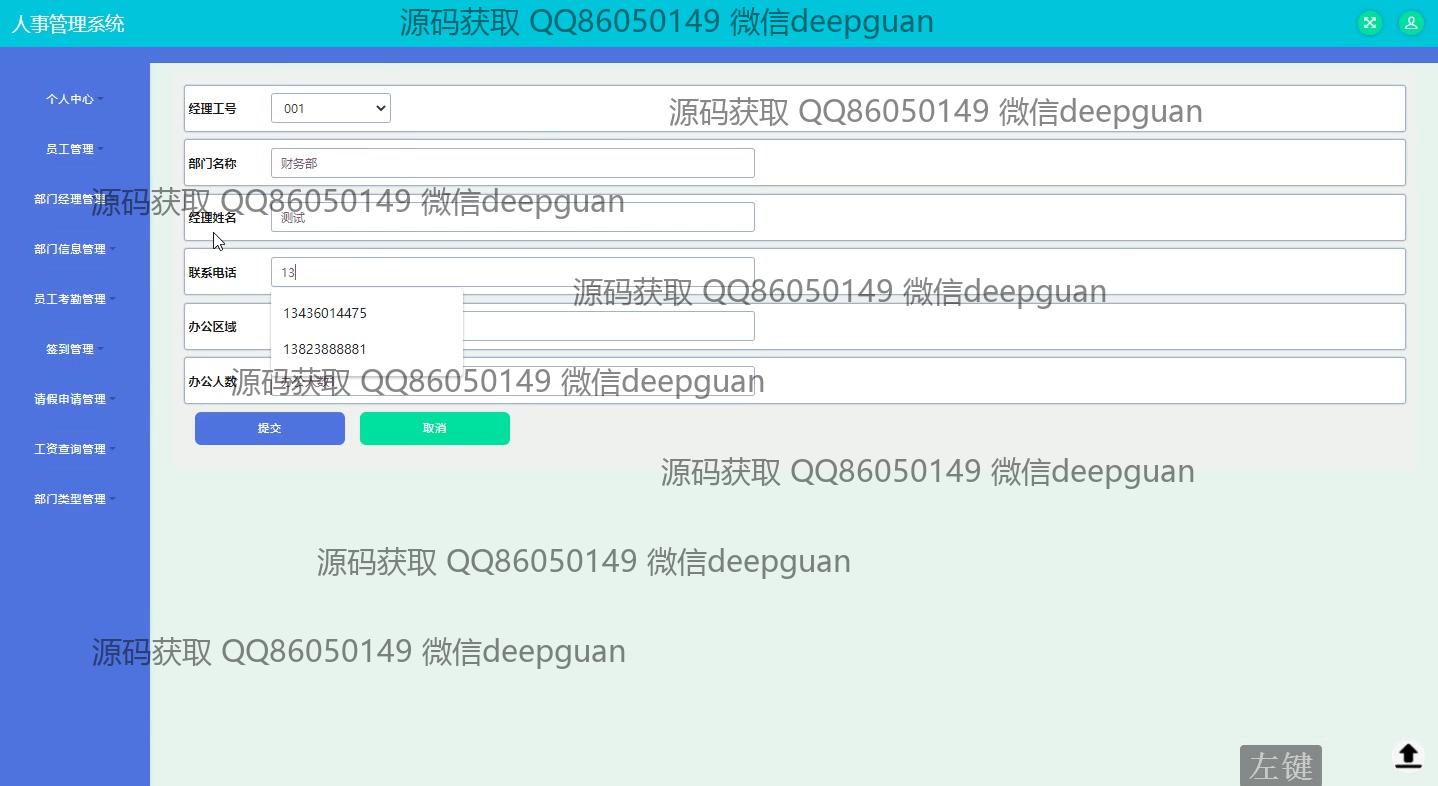 人事管理系统
源码获取 QQ86050149 微信deepguan
个人中心
员工管理
部门经理管理
部门信息管理
员工考勤管理
签到管理
请假申请管理
工资查询管理
部门类型管理
经理工号 001
源码获取 QQ86050149 微信deepguan
部门名称 财务部
源码获取 QQ86050149 微信deepguan
经理姓名 测试
联系电话 13
源码获取 QQ86050149 微信deepguan
13436014475
办公区域
13823888881
办公人数 办公人数
源码获取 QQ86050149 微信deepguan
提交 取消
源码获取 QQ86050149 微信deepguan
源码获取 QQ86050149 微信deepguan
源码获取 QQ86050149 微信deepguan
左键